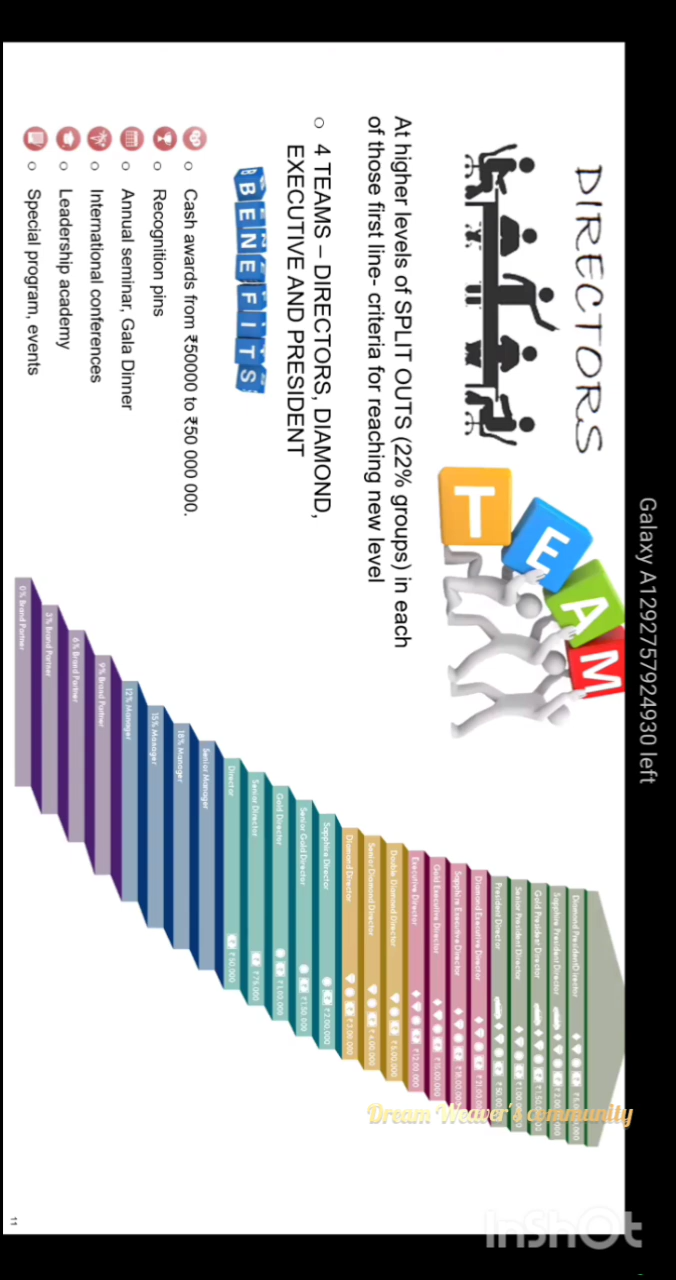 Galaxy A1292757924930 left
DIRECTORS
TEAM
At higher levels of SPLIT OUTS (22% groups) in each
of those first line- criteria for reaching new level
○ 4 TEAMS – DIRECTORS, DIAMOND,
EXECUTIVE AND PRESIDENT
BENEFITS
○ Cash awards from ₹50000 to ₹50 000 000.
○ Recognition pins
○ Annual seminar, Gala Dinner
○ International conferences
○ Leadership academy
○ Special program, events
Diamond PresidentDirector
Sapphire President Director
Gold President Director
Senior President Director
President Director
Diamond Executive Director
Sapphire Executive Director
Gold Executive Director
Executive Director ₹12,00,000
Double Diamond Director
Senior Diamond Director ₹4,00,000
Diamond Director ₹3,00,000
Sapphire Director ₹2,00,000
Senior Gold Director ₹1,50,000
Gold Director ₹1,00,000
Senior Director ₹75,000
Director ₹50,000
Senior Manager
18% Manager
15% Manager
12% Manager
9% Brand Partner
6% Brand Partner
3% Brand Partner
0% Brand Partner
Dream Weaver's community
11
InShOt